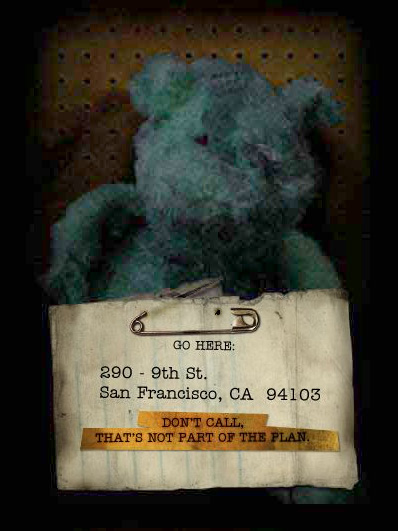 GO HERE:
290 - 9th St.
San Francisco, CA 94103
DON'T CALL,
THAT'S NOT PART OF THE PLAN.